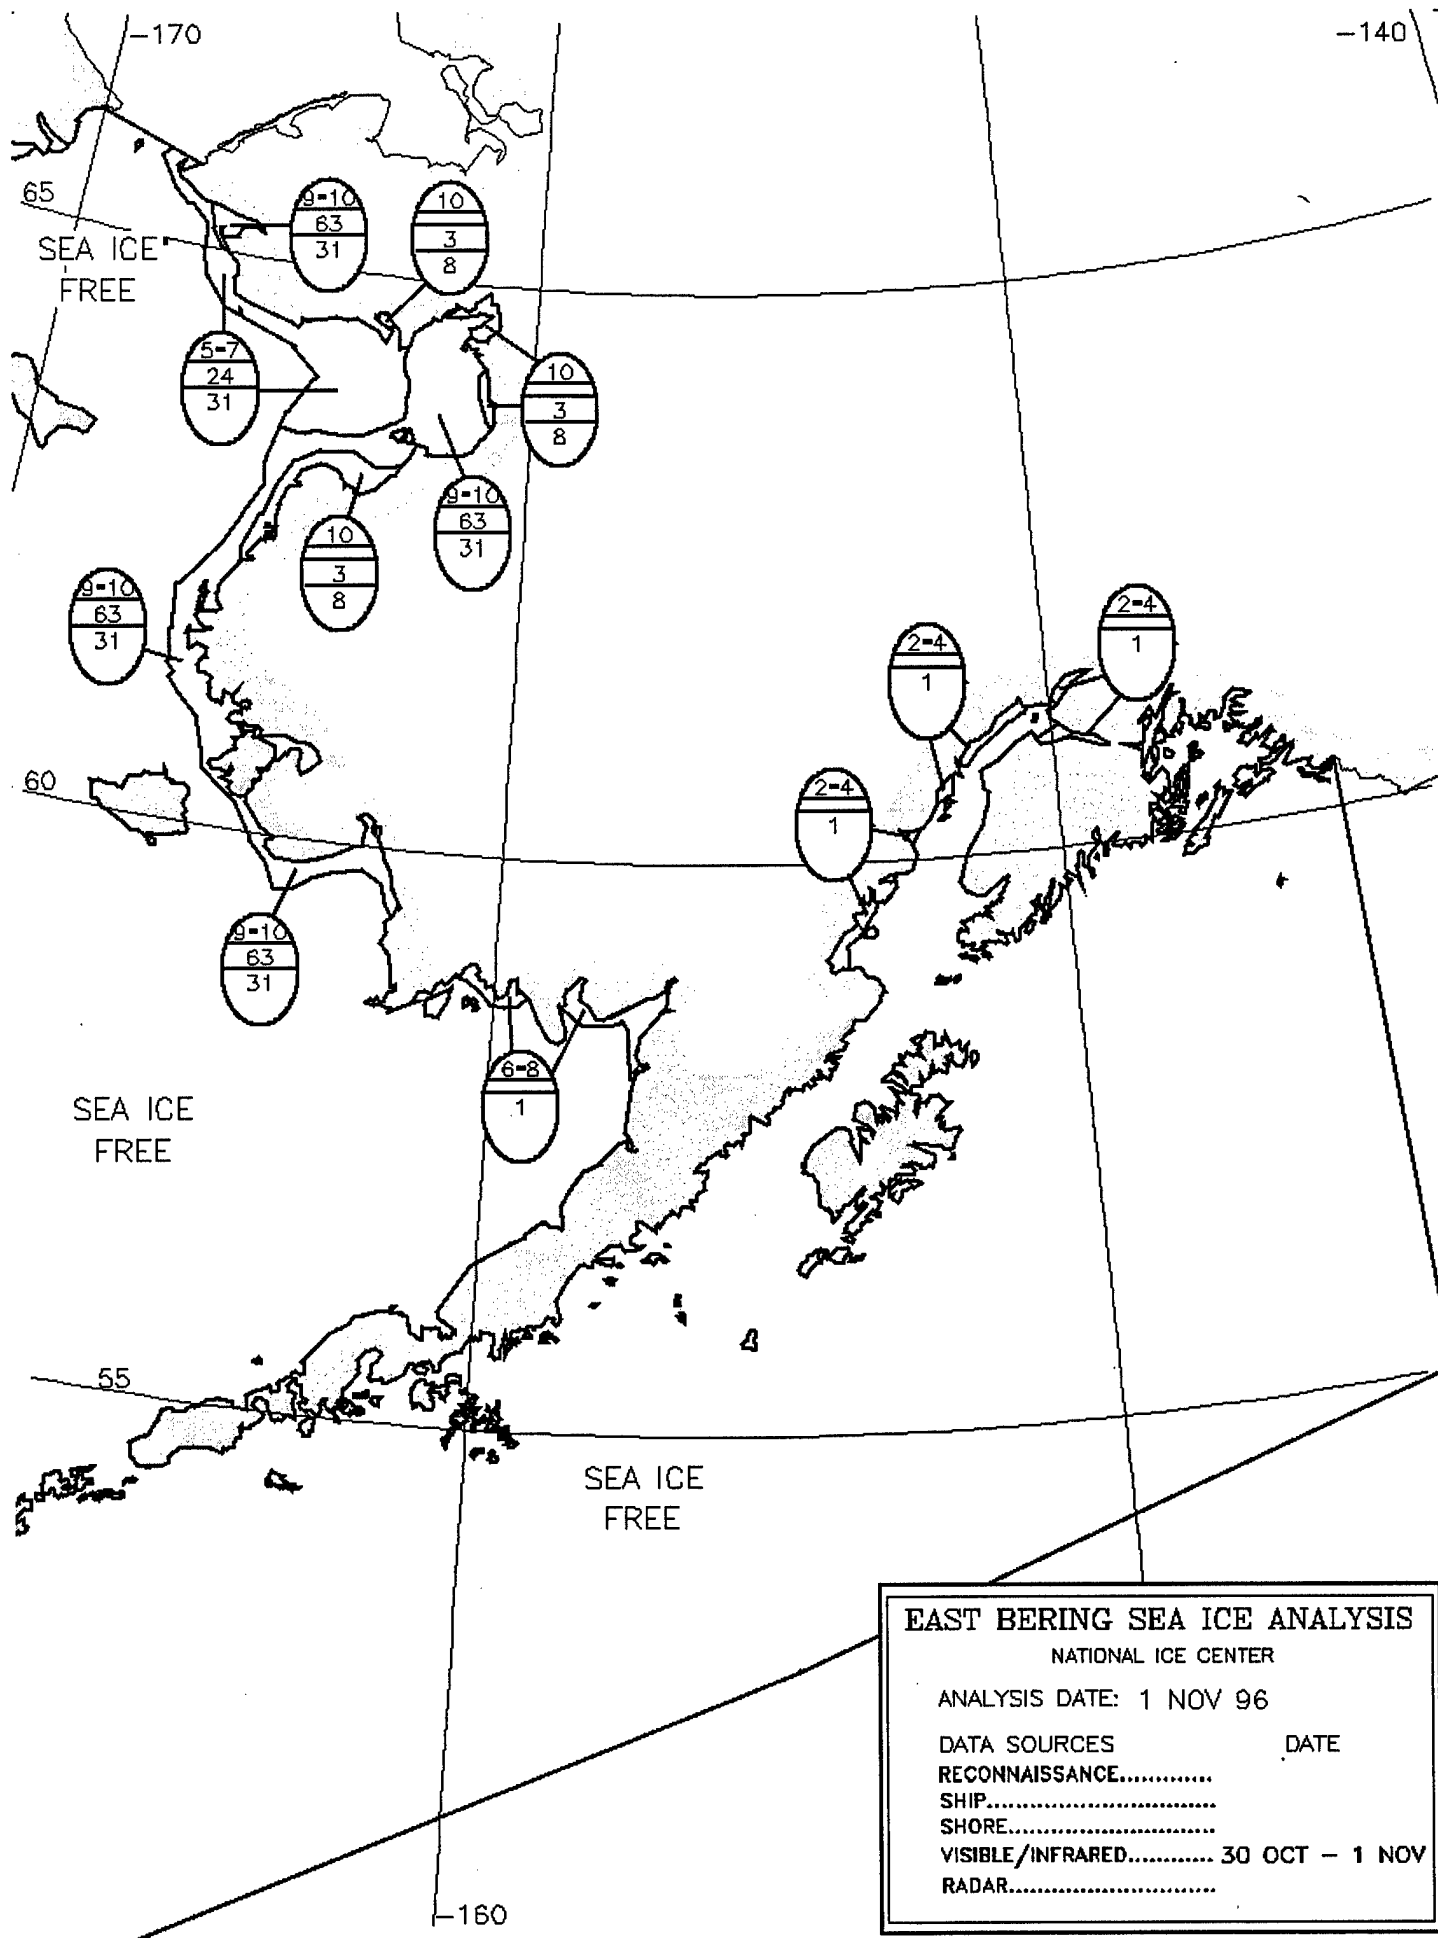 -170
-140
65
SEA ICE
FREE
9-10
63
31
10
3
8
5-7
24
31
10
3
8
9-10
63
31
10
3
8
9-10
63
31
2-4
1
2-4
1
2-4
1
60
9-10
63
31
6-8
1
SEA ICE
FREE
55
SEA ICE
FREE
-160
EAST BERING SEA ICE ANALYSIS
NATIONAL ICE CENTER
ANALYSIS DATE: 1 NOV 96
DATA SOURCES DATE
RECONNAISSANCE.............
SHIP...............................
SHORE............................
VISIBLE/INFRARED............ 30 OCT - 1 NOV
RADAR............................